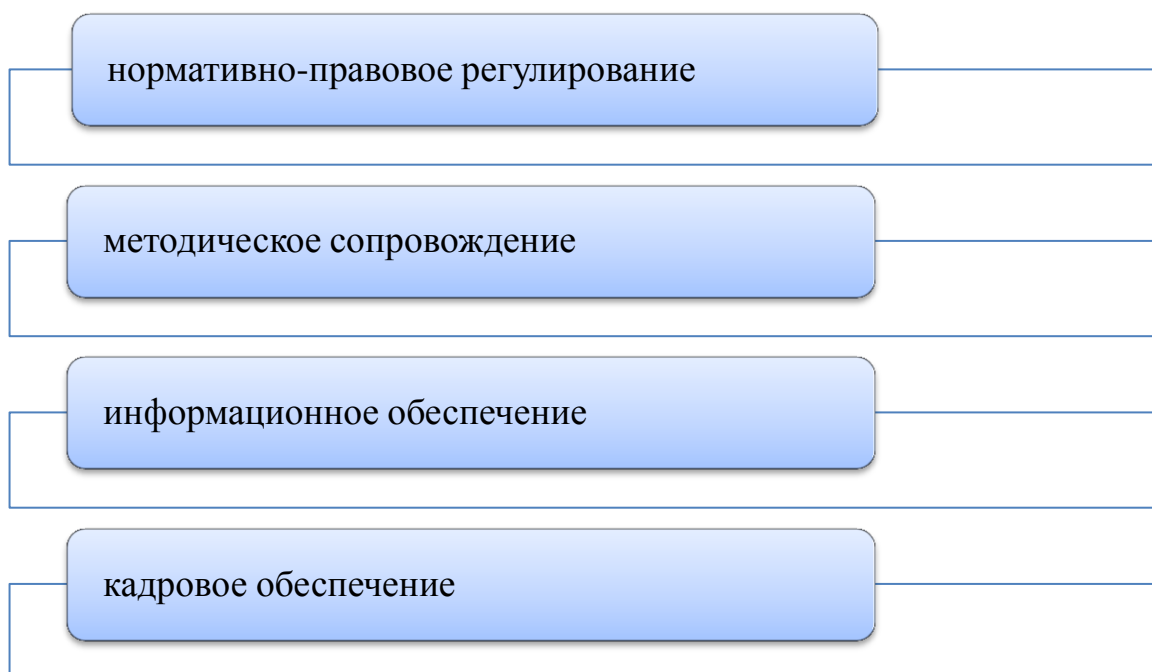 нормативно-правовое регулирование
методическое сопровождение
информационное обеспечение
кадровое обеспечение